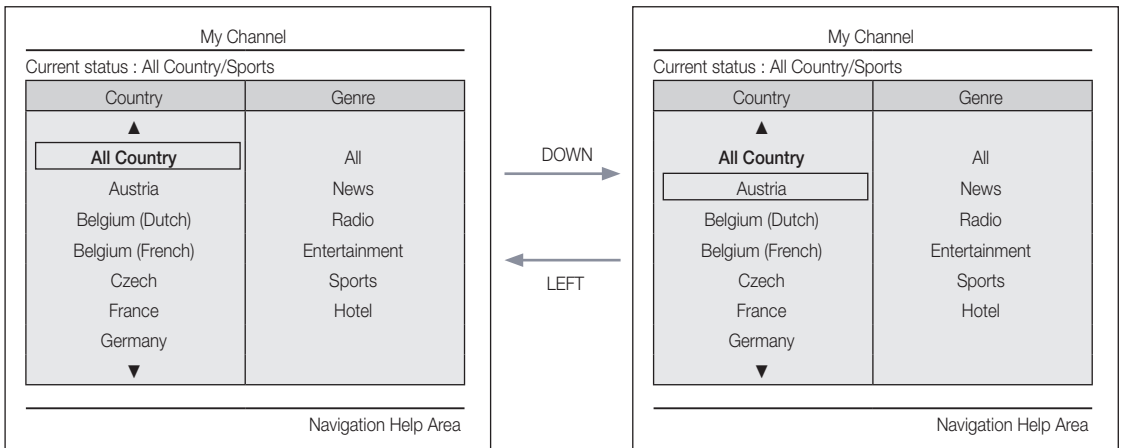 My Channel
Current status : All Country/Sports
Country Genre
▲
All Country All
Austria News
Belgium (Dutch) Radio
Belgium (French) Entertainment
Czech Sports
France Hotel
Germany
▼
Navigation Help Area
DOWN
LEFT
My Channel
Current status : All Country/Sports
Country Genre
▲
All Country All
Austria News
Belgium (Dutch) Radio
Belgium (French) Entertainment
Czech Sports
France Hotel
Germany
▼
Navigation Help Area